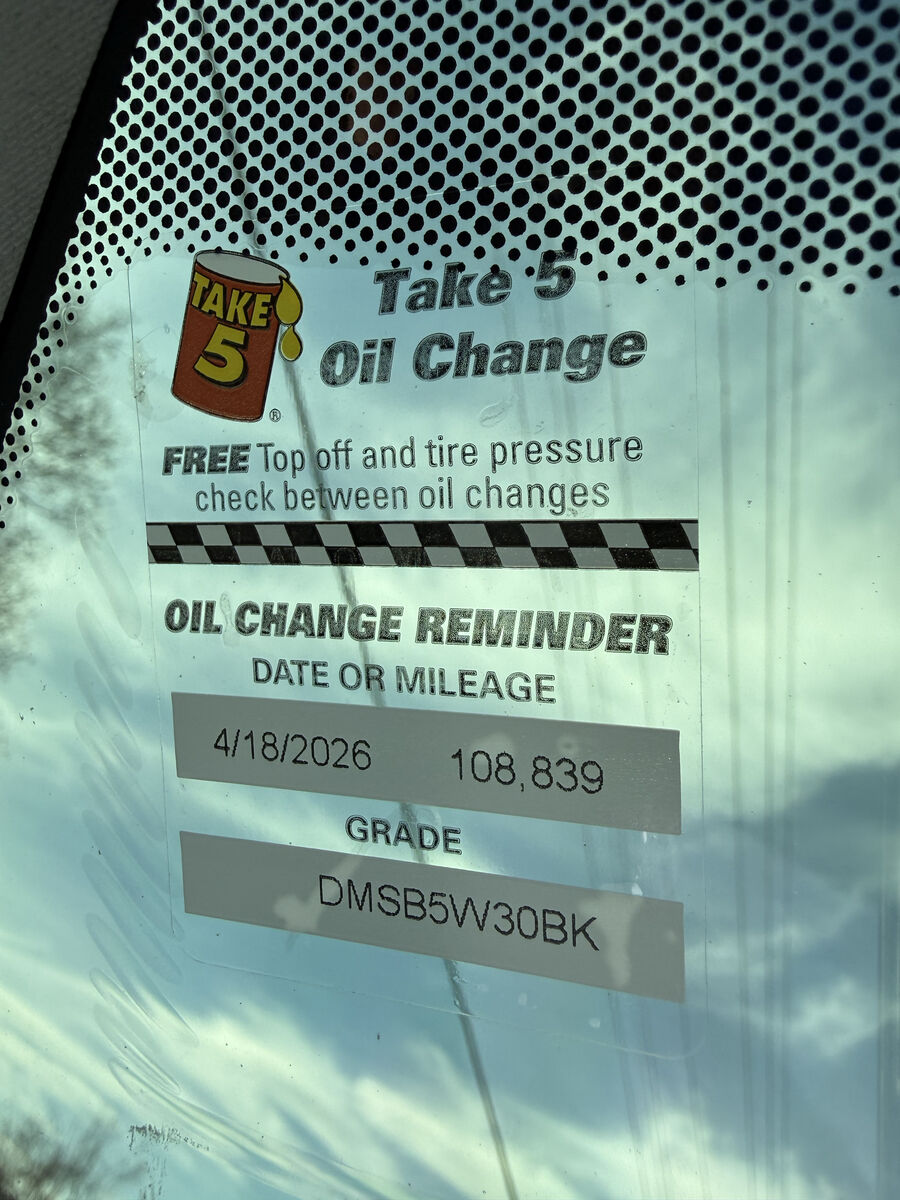 TAKE
5
®
Take 5
Oil Change
FREE Top off and tire pressure
check between oil changes
OIL CHANGE REMINDER
DATE OR MILEAGE
4/18/2026 108,839
GRADE
DMSB5W30BK